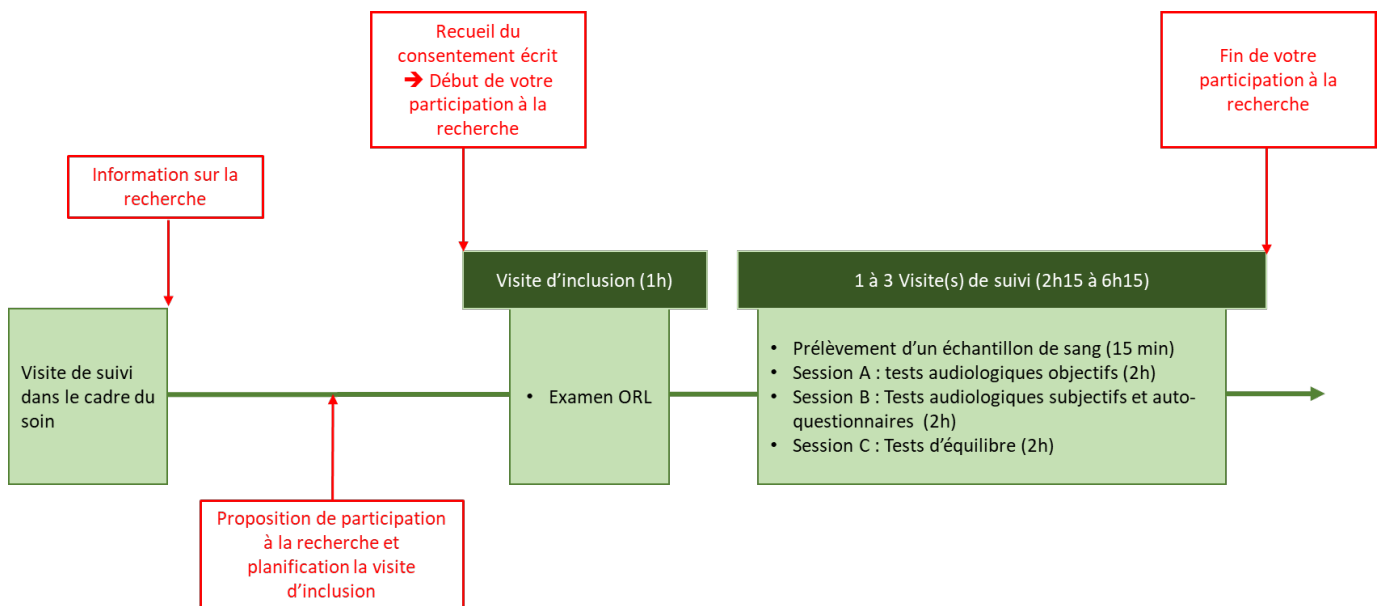 Recueil du
consentement écrit
➔ Début de votre
participation à la
recherche
Fin de votre
participation à la
recherche
Information sur la
recherche
Visite d’inclusion (1h)
1 à 3 Visite(s) de suivi (2h15 à 6h15)
Visite de suivi
dans le cadre du
soin
• Examen ORL
• Prélèvement d’un échantillon de sang (15 min)
• Session A : tests audiologiques objectifs (2h)
• Session B : Tests audiologiques subjectifs et auto-
questionnaires (2h)
• Session C : Tests d’équilibre (2h)
Proposition de participation
à la recherche et
planification la visite
d’inclusion